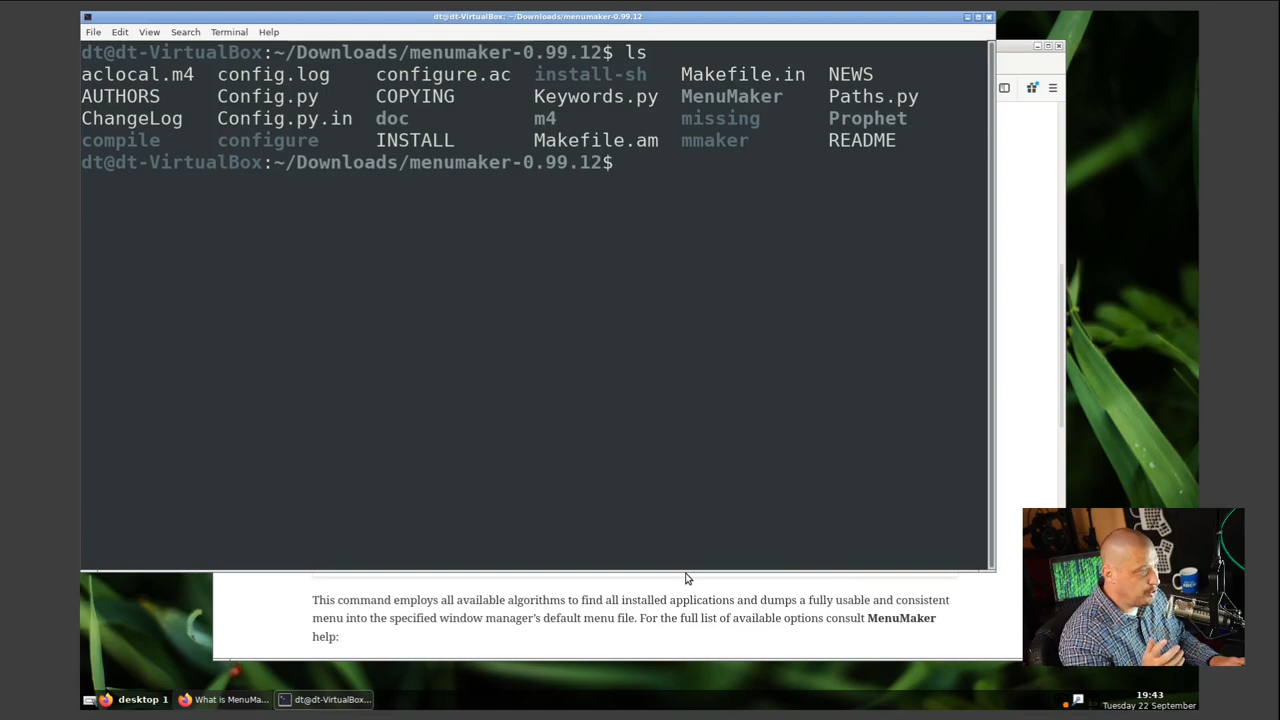 dt@dt-VirtualBox: ~/Downloads/menumaker-0.99.12
File Edit View Search Terminal Help
dt@dt-VirtualBox:~/Downloads/menumaker-0.99.12$ ls
aclocal.m4 config.log configure.ac install-sh Makefile.in NEWS
AUTHORS Config.py COPYING Keywords.py MenuMaker Paths.py
ChangeLog Config.py.in doc m4 missing Prophet
compile configure INSTALL Makefile.am mmaker README
dt@dt-VirtualBox:~/Downloads/menumaker-0.99.12$
This command employs all available algorithms to find all installed applications and dumps a fully usable and consistent
menu into the specified window manager’s default menu file. For the full list of available options consult MenuMaker
help:
desktop 1 What is MenuMa... dt@dt-VirtualBox... 19:43
Tuesday 22 September